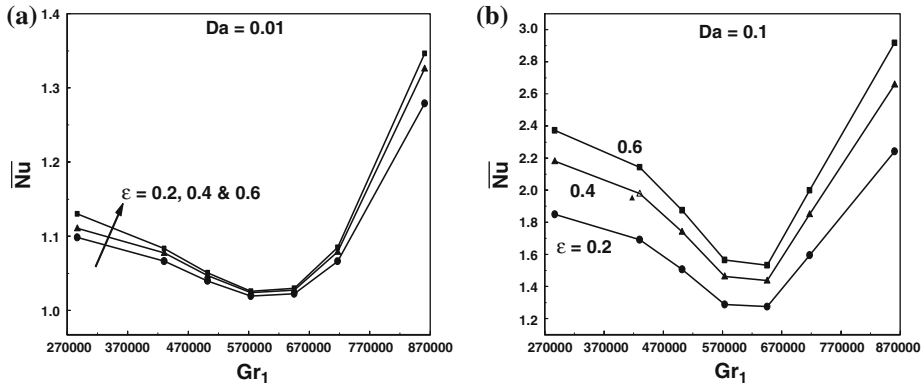 (a)
Da = 0.01
1.4
1.3
1.2
1.1
1.0
Nu
ε = 0.2, 0.4 & 0.6
270000 370000 470000 570000 670000 770000 870000
Gr1
(b)
Da = 0.1
3.0
2.8
2.6
2.4
2.2
2.0
1.8
1.6
1.4
1.2
Nu
0.6
0.4
ε = 0.2
270000 370000 470000 570000 670000 770000 870000
Gr1